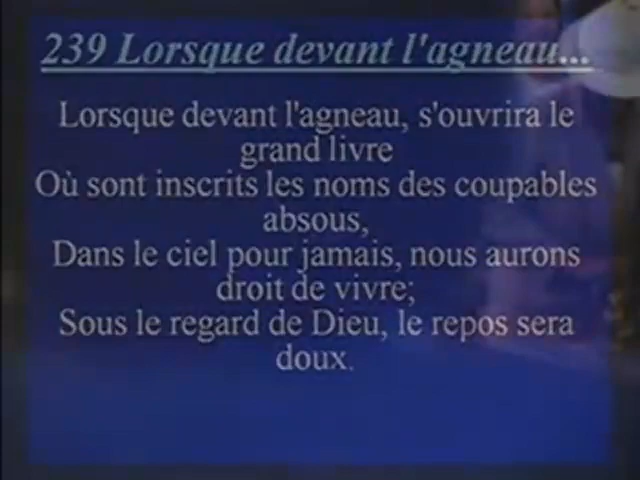 239 Lorsque devant l'agneau...
Lorsque devant l'agneau, s'ouvrira le
grand livre
Où sont inscrits les noms des coupables
absous,
Dans le ciel pour jamais, nous aurons
droit de vivre;
Sous le regard de Dieu, le repos sera
doux.